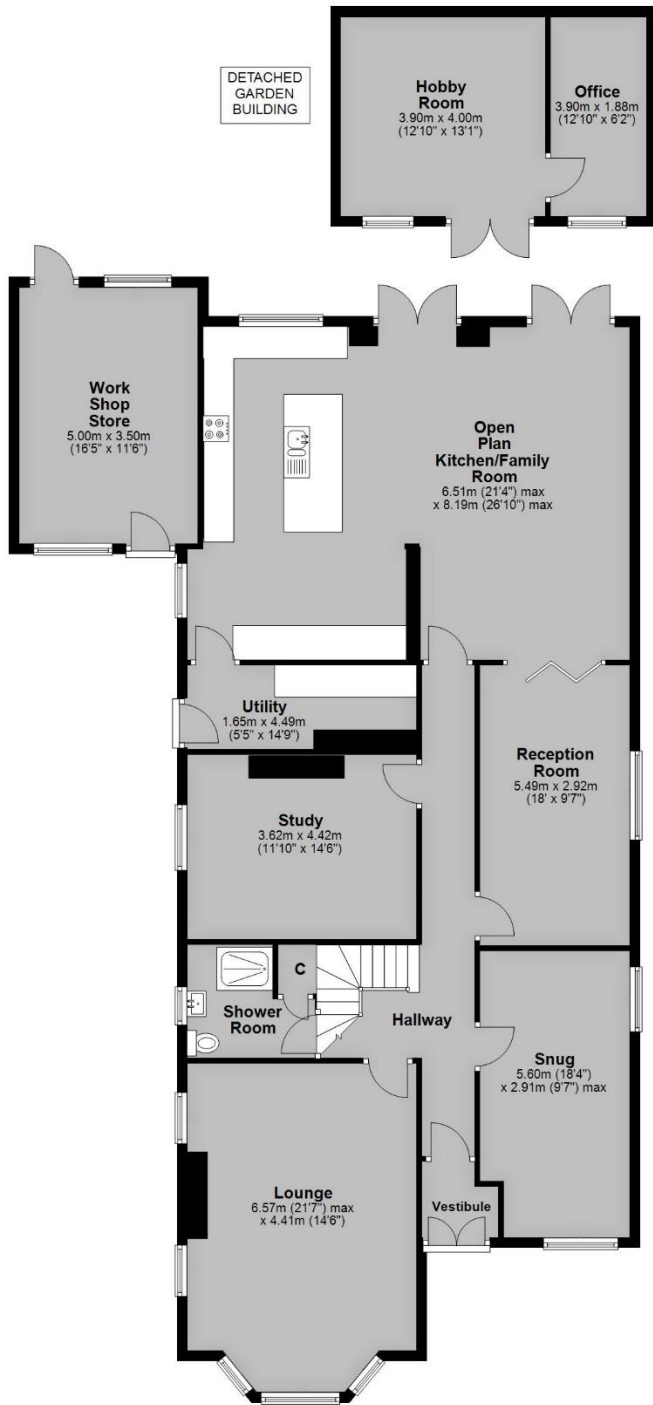 DETACHED
GARDEN
BUILDING
Hobby
Room
3.90m x 4.00m
(12'10" x 13'1")
Office
3.90m x 1.88m
(12'10" x 6'2")
Work
Shop
Store
5.00m x 3.50m
(16'5" x 11'6")
Open
Plan
Kitchen/Family
Room
6.51m (21'4") max
x 8.19m (26'10") max
Utility
1.65m x 4.49m
(5'5" x 14'9")
Reception
Room
5.49m x 2.92m
(18' x 9'7")
Study
3.62m x 4.42m
(11'10" x 14'6")
C
Shower
Room
Hallway
Snug
5.60m (18'4")
x 2.91m (9'7") max
Lounge
6.57m (21'7") max
x 4.41m (14'6")
Vestibule